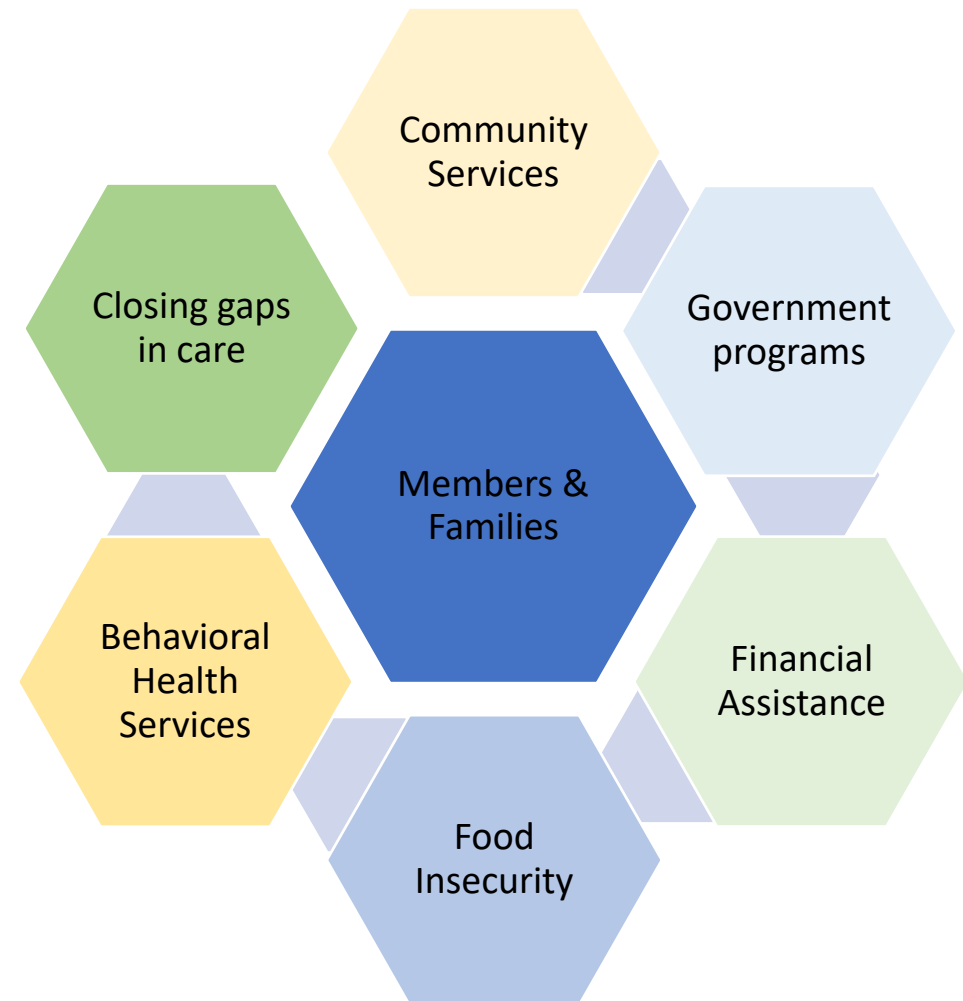 Community
Services
Government
programs
Closing gaps
in care
Members &
Families
Behavioral
Health
Services
Financial
Assistance
Food
Insecurity